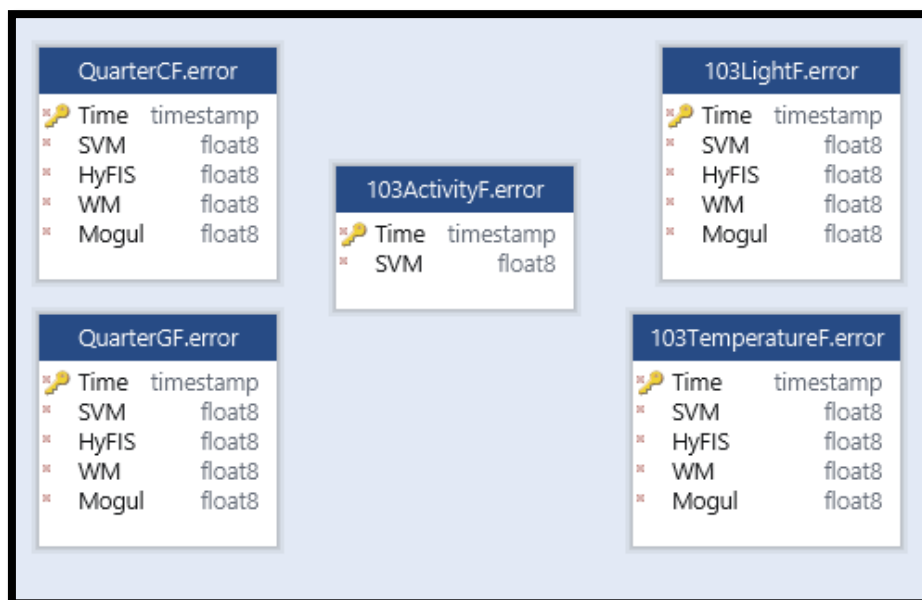 QuarterCF.error
Time timestamp
SVM float8
HyFIS float8
WM float8
Mogul float8
103ActivityF.error
Time timestamp
SVM float8
103LightF.error
Time timestamp
SVM float8
HyFIS float8
WM float8
Mogul float8
QuarterGF.error
Time timestamp
SVM float8
HyFIS float8
WM float8
Mogul float8
103TemperatureF.error
Time timestamp
SVM float8
HyFIS float8
WM float8
Mogul float8